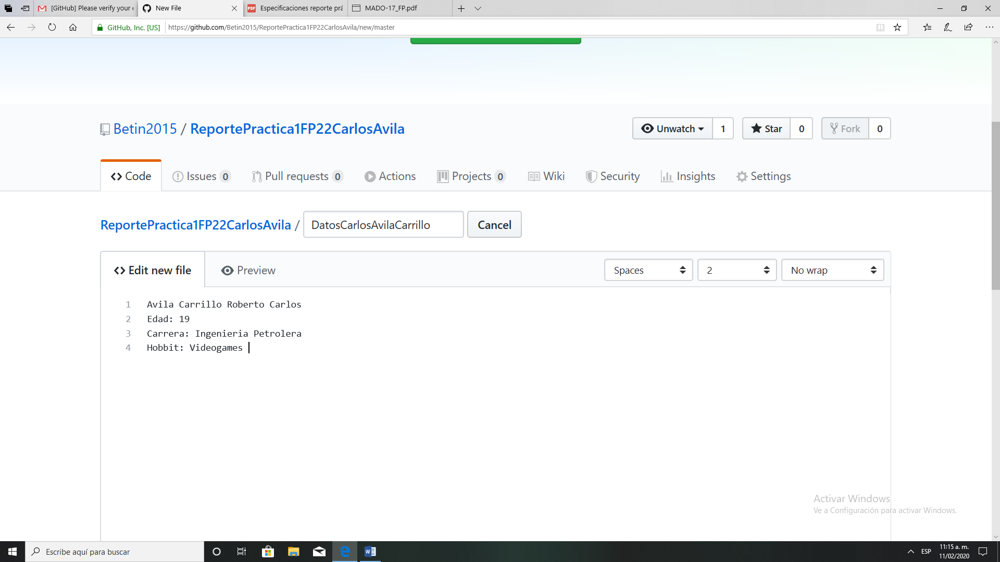 [GitHub] Please verify your
New File
Especificaciones reporte prá
MADO-17_FP.pdf
GitHub, Inc. [US]
https://github.com/Betin2015/ReportePractica1FP22CarlosAvila/new/master
Betin2015 / ReportePractica1FP22CarlosAvila
Unwatch 1
Star 0
Fork 0
Code
Issues 0
Pull requests 0
Actions
Projects 0
Wiki
Security
Insights
Settings
ReportePractica1FP22CarlosAvila / DatosCarlosAvilaCarrillo Cancel
Edit new file
Preview
Spaces
2
No wrap
1 Avila Carrillo Roberto Carlos
2 Edad: 19
3 Carrera: Ingenieria Petrolera
4 Hobbit: Videogames
Activar Windows
Ve a Configuración para activar Windows.
Escribe aquí para buscar
ESP
11:15 a. m.
11/02/2020